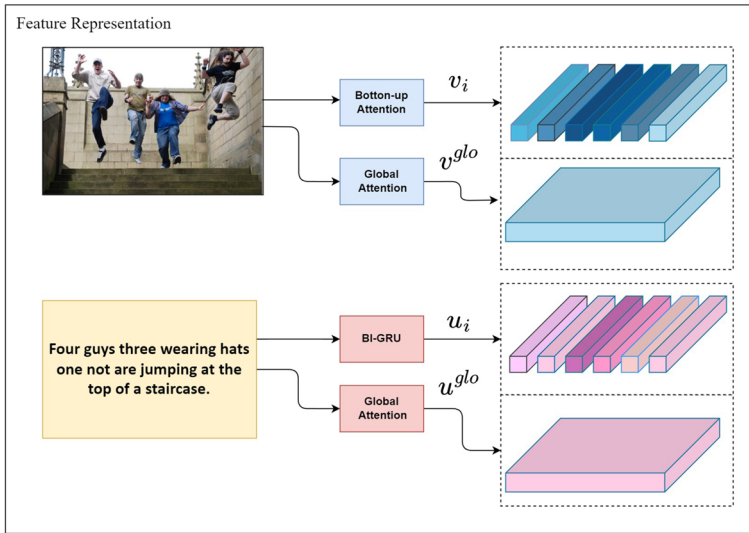 Feature Representation
Botton-up
Attention
v_i
Global
Attention
v^{glo}
Four guys three wearing hats
one not are jumping at the
top of a staircase.
BI-GRU
u_i
Global
Attention
u^{glo}